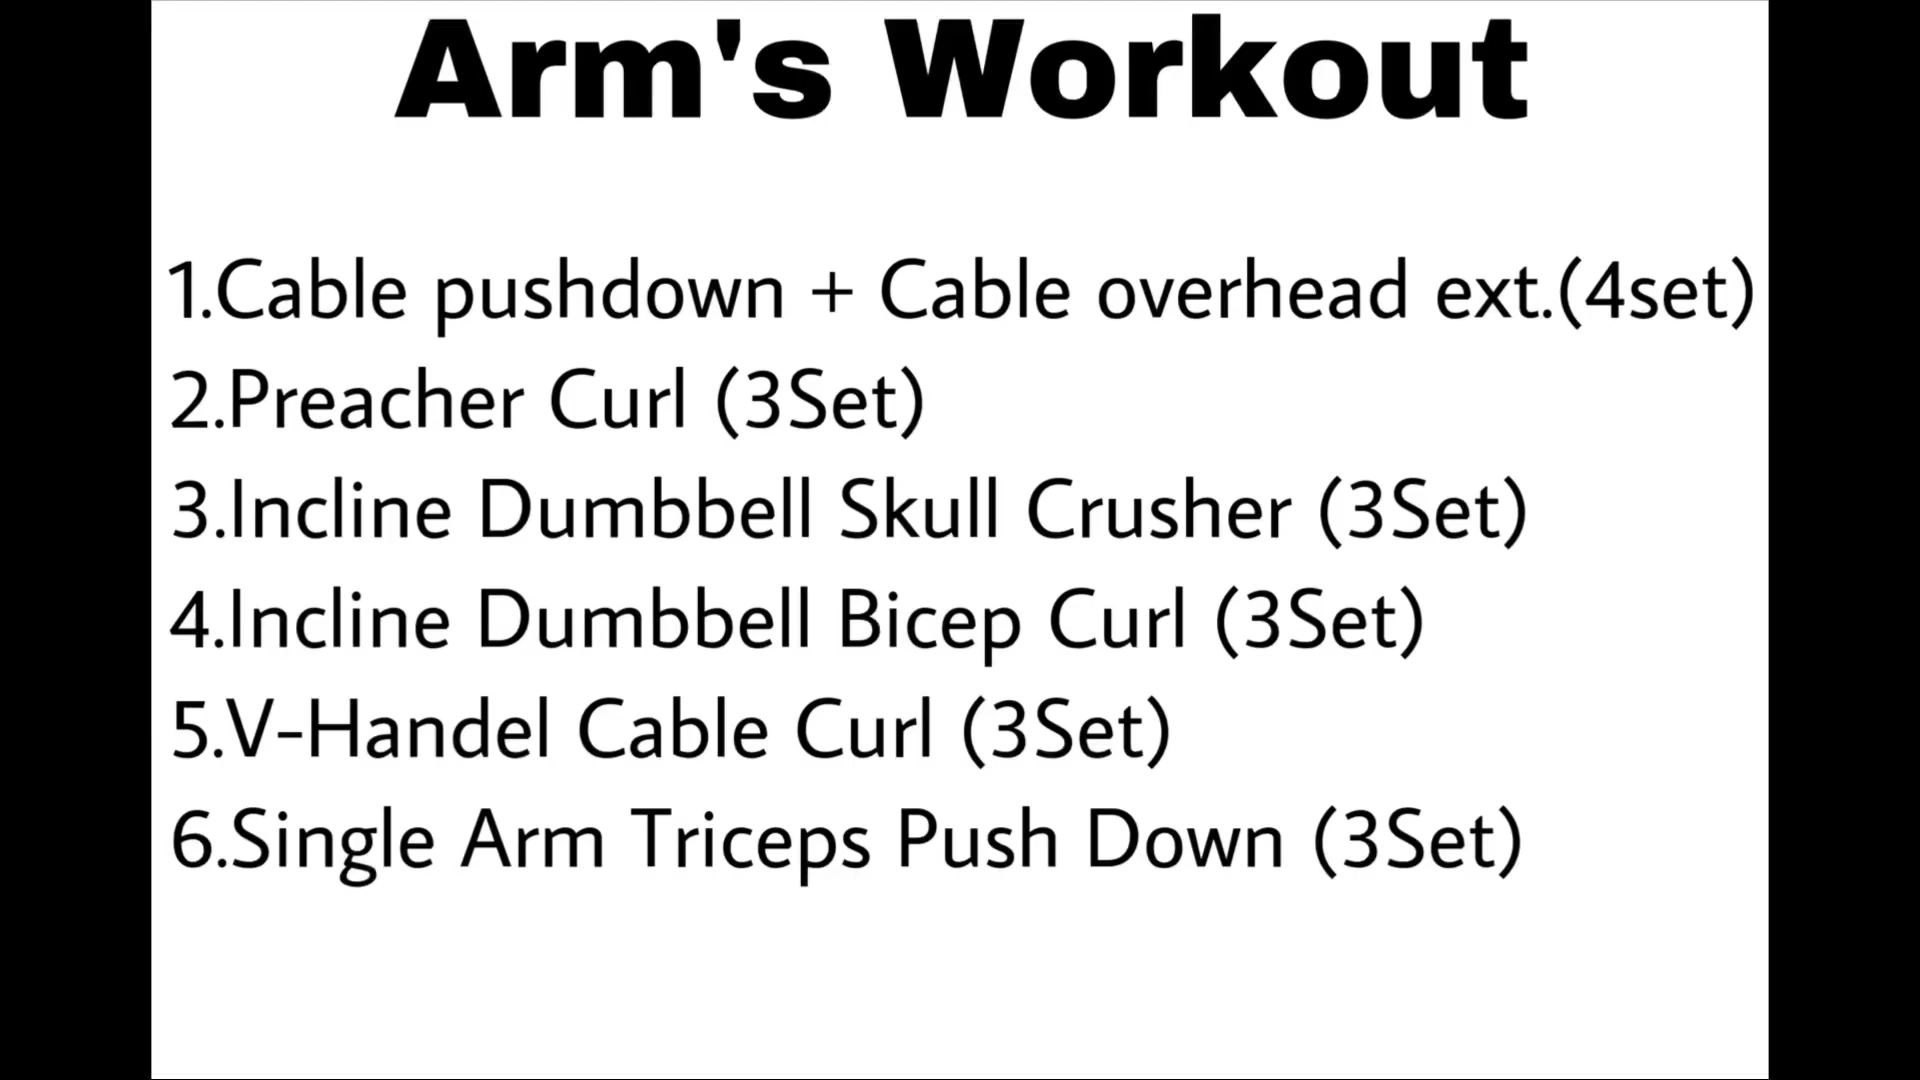 Arm's Workout
1.Cable pushdown + Cable overhead ext.(4set)
2.Preacher Curl (3Set)
3.Incline Dumbbell Skull Crusher (3Set)
4.Incline Dumbbell Bicep Curl (3Set)
5.V-Handel Cable Curl (3Set)
6.Single Arm Triceps Push Down (3Set)